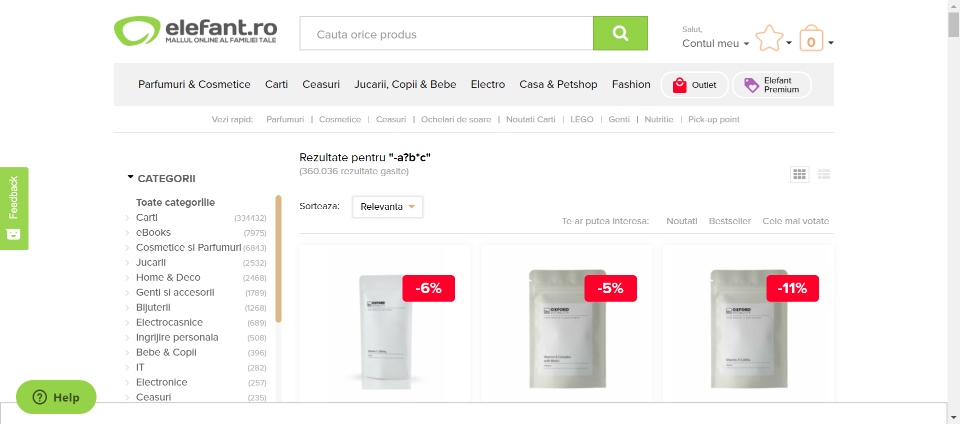 elefant.ro
MALLUL ONLINE AL FAMILIEI TALE
Cauta orice produs
Salut,
Contul meu
0
Parfumuri & Cosmetice Carti Ceasuri Jucarii, Copii & Bebe Electro Casa & Petshop Fashion Outlet Elefant Premium
Vezi rapid: Parfumuri | Cosmetice | Ceasuri | Ochelari de soare | Noutati Carti | LEGO | Genti | Nutritie | Pick-up point
Feedback
CATEGORII
Toate categoriile
Carti (334432)
eBooks (7975)
Cosmetice si Parfumuri (6843)
Jucarii (2532)
Home & Deco (2468)
Genti si accesorii (1789)
Bijuterii (1268)
Electrocasnice (689)
Ingrijire personala (508)
Bebe & Copii (396)
IT (282)
Electronice (257)
Ceasuri (235)
Help
Rezultate pentru "-a?b*c"
(360.036 rezultate gasite)
Sorteaza: Relevanta
Te-ar putea interesa: Noutati Bestseller Cele mai votate
-6%
OXFORD
-5%
OXFORD
-11%
OXFORD